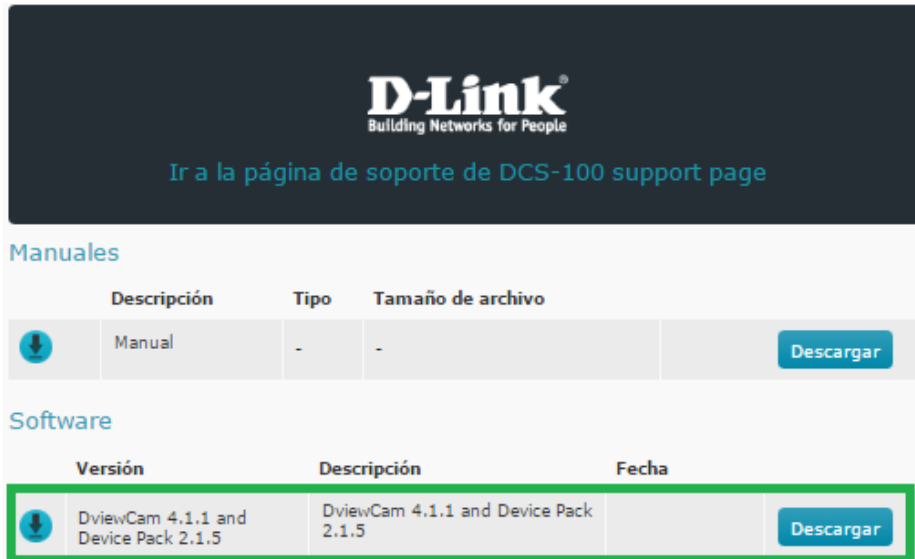 D-Link®
Building Networks for People
Ir a la página de soporte de DCS-100 support page
Manuales
Descripción Tipo Tamaño de archivo
Manual - - Descargar
Software
Versión Descripción Fecha
DviewCam 4.1.1 and Device Pack 2.1.5 DviewCam 4.1.1 and Device Pack 2.1.5 Descargar